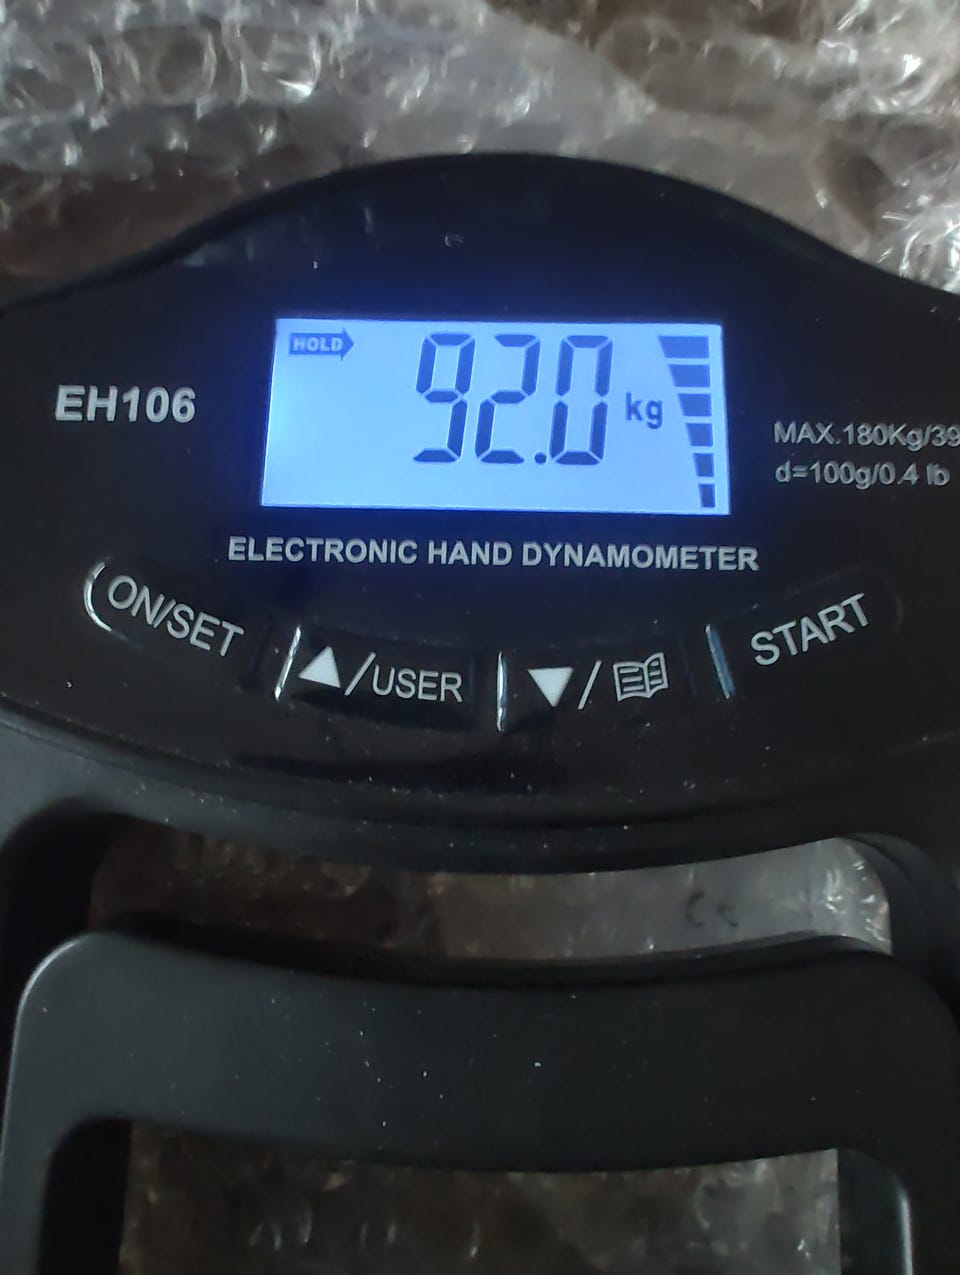 HOLD
92.0 kg
EH106
MAX.180Kg/39
d=100g/0.4 lb
ELECTRONIC HAND DYNAMOMETER
ON/SET
▲/USER
▼/
START